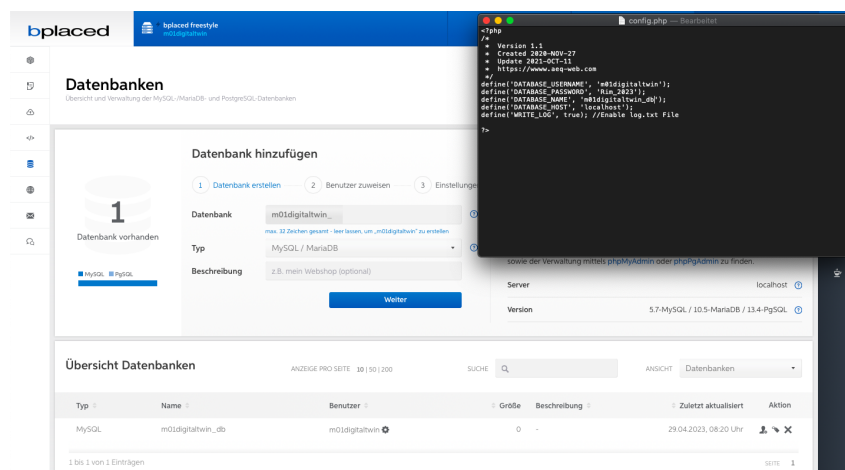 bplaced
bplaced freestyle
m01digitaltwin
config.php — Bearbeitet
<?php
/*
* Version 1.1
* Created 2020-NOV-27
* Update 2021-OCT-11
* https://wwww.aeq-web.com
*/
define('DATABASE_USERNAME', 'm01digitaltwin');
define('DATABASE_PASSWORD', 'Rim_2023');
define('DATABASE_NAME', 'm01digitaltwin_db');
define('DATABASE_HOST', 'localhost');
define('WRITE_LOG', true); //Enable log.txt File
?>
Datenbanken
Übersicht und Verwaltung der MySQL-/MariaDB- und PostgreSQL-Datenbanken
1
Datenbank vorhanden
MySQL PgSQL
Datenbank hinzufügen
1 Datenbank erstellen 2 Benutzer zuweisen 3 Einstellungen
Datenbank m01digitaltwin_
max. 32 Zeichen gesamt - leer lassen, um „m01digitaltwin" zu erstellen
Typ MySQL / MariaDB
Beschreibung z.B. mein Webshop (optional)
Weiter
sowie der Verwaltung mittels phpMyAdmin oder phpPgAdmin zu finden.
Server localhost
Version 5.7-MySQL / 10.5-MariaDB / 13.4-PgSQL
Übersicht Datenbanken ANZEIGE PRO SEITE 10 | 50 | 200 SUCHE ANSICHT Datenbanken
Typ Name Benutzer Größe Beschreibung Zuletzt aktualisiert Aktion
MySQL m01digitaltwin_db m01digitaltwin 0 - 29.04.2023, 08:20 Uhr
1 bis 1 von 1 Einträgen SEITE 1